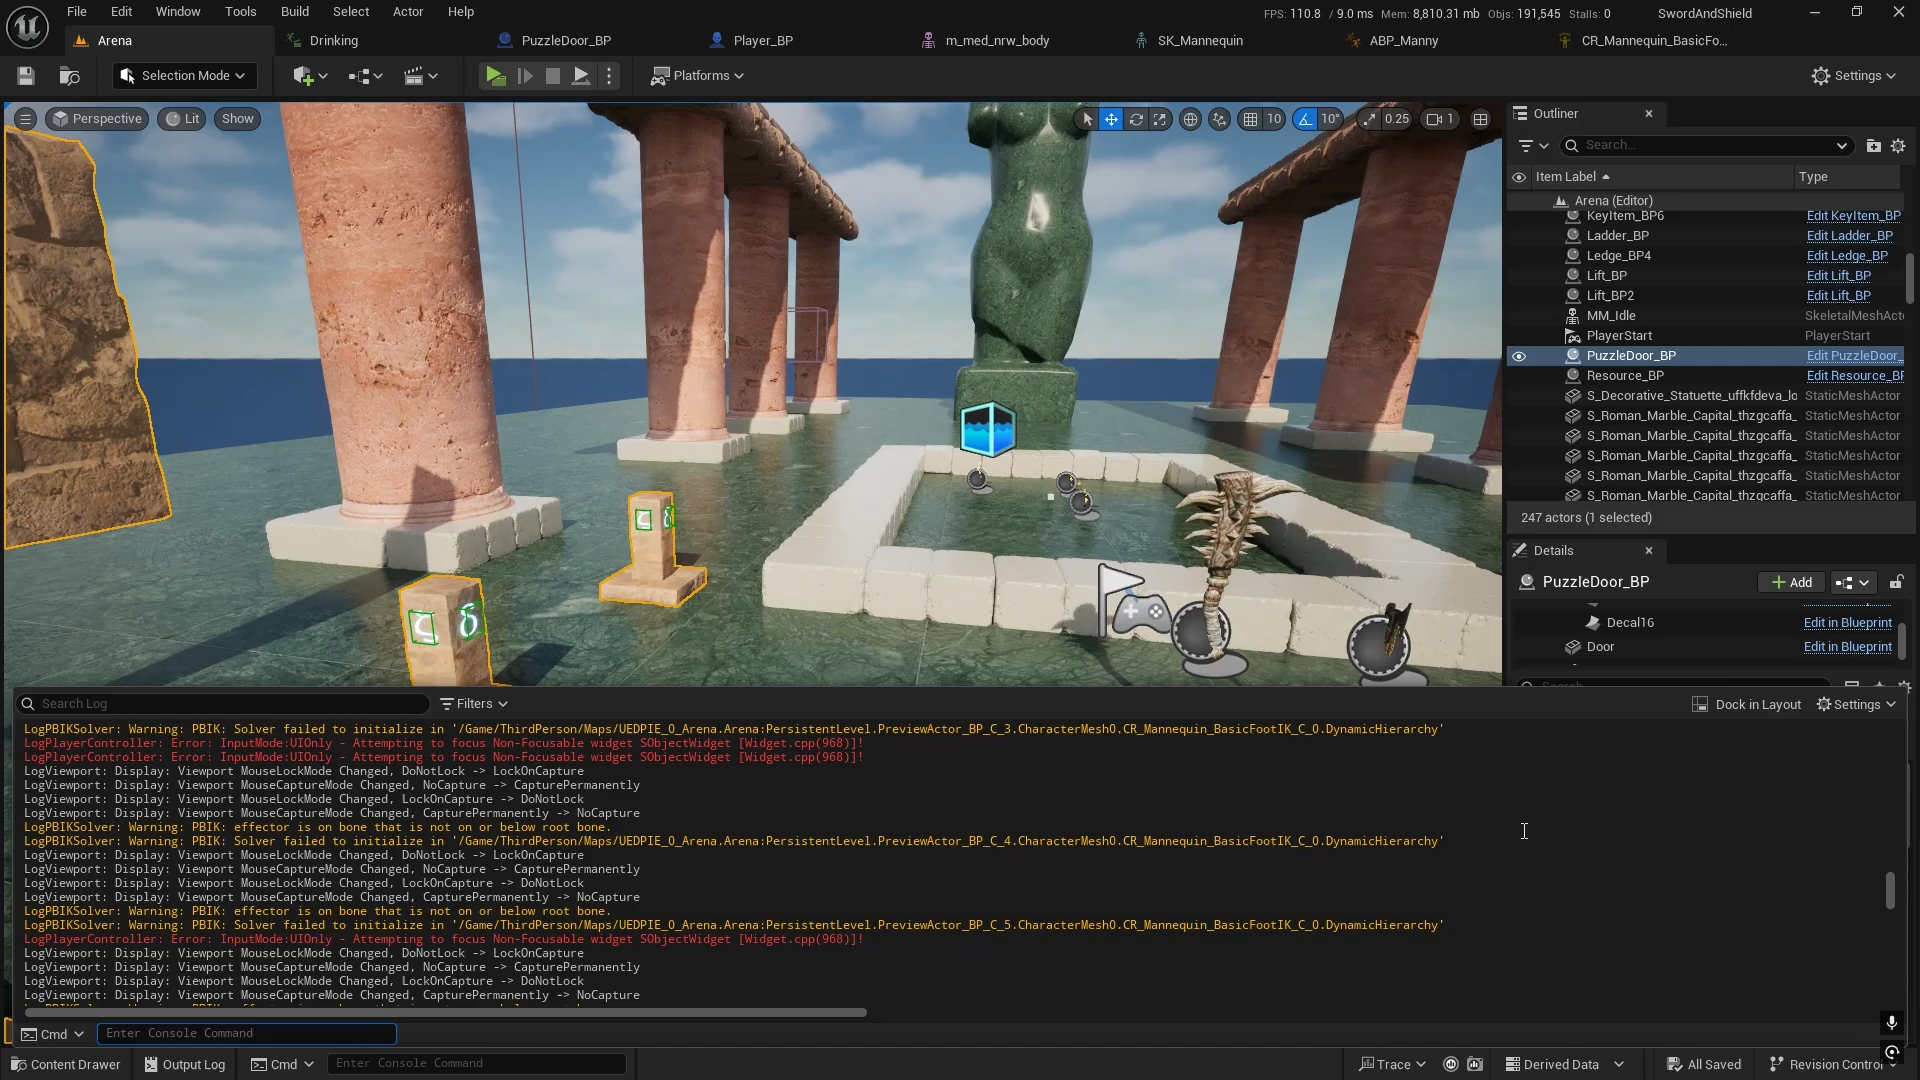 File Edit Window Tools Build Select Actor Help
FPS: 110.8 / 9.0 ms Mem: 8,810.31 mb Objs: 191,545 Stalls: 0 SwordAndShield
Arena Drinking PuzzleDoor_BP Player_BP m_med_nrw_body SK_Mannequin ABP_Manny CR_Mannequin_BasicFo...
Selection Mode Platforms Settings
Perspective Lit Show 10 10° 0.25 1
Outliner
Search...
Item Label Type
Arena (Editor)
KeyItem_BP6 Edit KeyItem_BP
Ladder_BP Edit Ladder_BP
Ledge_BP4 Edit Ledge_BP
Lift_BP Edit Lift_BP
Lift_BP2 Edit Lift_BP
MM_Idle SkeletalMeshAct
PlayerStart PlayerStart
PuzzleDoor_BP Edit PuzzleDoor_
Resource_BP Edit Resource_BP
S_Decorative_Statuette_uffkfdeva_lo StaticMeshActor
S_Roman_Marble_Capital_thzgcaffa_ StaticMeshActor
S_Roman_Marble_Capital_thzgcaffa_ StaticMeshActor
S_Roman_Marble_Capital_thzgcaffa_ StaticMeshActor
S_Roman_Marble_Capital_thzgcaffa_ StaticMeshActor
S_Roman_Marble_Capital_thzgcaffa_ StaticMeshActor
247 actors (1 selected)
Details
PuzzleDoor_BP Add
Decal16 Edit in Blueprint
Door Edit in Blueprint
Search Log Filters Dock in Layout Settings
LogPBIKSolver: Warning: PBIK: Solver failed to initialize in '/Game/ThirdPerson/Maps/UEDPIE_0_Arena.Arena:PersistentLevel.PreviewActor_BP_C_3.CharacterMesh0.CR_Mannequin_BasicFootIK_C_0.DynamicHierarchy'
LogPlayerController: Error: InputMode:UIOnly - Attempting to focus Non-Focusable widget SObjectWidget [Widget.cpp(968)]!
LogPlayerController: Error: InputMode:UIOnly - Attempting to focus Non-Focusable widget SObjectWidget [Widget.cpp(968)]!
LogViewport: Display: Viewport MouseLockMode Changed, DoNotLock -> LockOnCapture
LogViewport: Display: Viewport MouseCaptureMode Changed, NoCapture -> CapturePermanently
LogViewport: Display: Viewport MouseLockMode Changed, LockOnCapture -> DoNotLock
LogViewport: Display: Viewport MouseCaptureMode Changed, CapturePermanently -> NoCapture
LogPBIKSolver: Warning: PBIK: effector is on bone that is not on or below root bone.
LogPBIKSolver: Warning: PBIK: Solver failed to initialize in '/Game/ThirdPerson/Maps/UEDPIE_0_Arena.Arena:PersistentLevel.PreviewActor_BP_C_4.CharacterMesh0.CR_Mannequin_BasicFootIK_C_0.DynamicHierarchy'
LogViewport: Display: Viewport MouseLockMode Changed, DoNotLock -> LockOnCapture
LogViewport: Display: Viewport MouseCaptureMode Changed, NoCapture -> CapturePermanently
LogViewport: Display: Viewport MouseLockMode Changed, LockOnCapture -> DoNotLock
LogViewport: Display: Viewport MouseCaptureMode Changed, CapturePermanently -> NoCapture
LogPBIKSolver: Warning: PBIK: effector is on bone that is not on or below root bone.
LogPBIKSolver: Warning: PBIK: Solver failed to initialize in '/Game/ThirdPerson/Maps/UEDPIE_0_Arena.Arena:PersistentLevel.PreviewActor_BP_C_5.CharacterMesh0.CR_Mannequin_BasicFootIK_C_0.DynamicHierarchy'
LogPlayerController: Error: InputMode:UIOnly - Attempting to focus Non-Focusable widget SObjectWidget [Widget.cpp(968)]!
LogViewport: Display: Viewport MouseLockMode Changed, DoNotLock -> LockOnCapture
LogViewport: Display: Viewport MouseCaptureMode Changed, NoCapture -> CapturePermanently
LogViewport: Display: Viewport MouseLockMode Changed, LockOnCapture -> DoNotLock
LogViewport: Display: Viewport MouseCaptureMode Changed, CapturePermanently -> NoCapture
Cmd Enter Console Command
Content Drawer Output Log Cmd Enter Console Command Trace Derived Data All Saved Revision Control